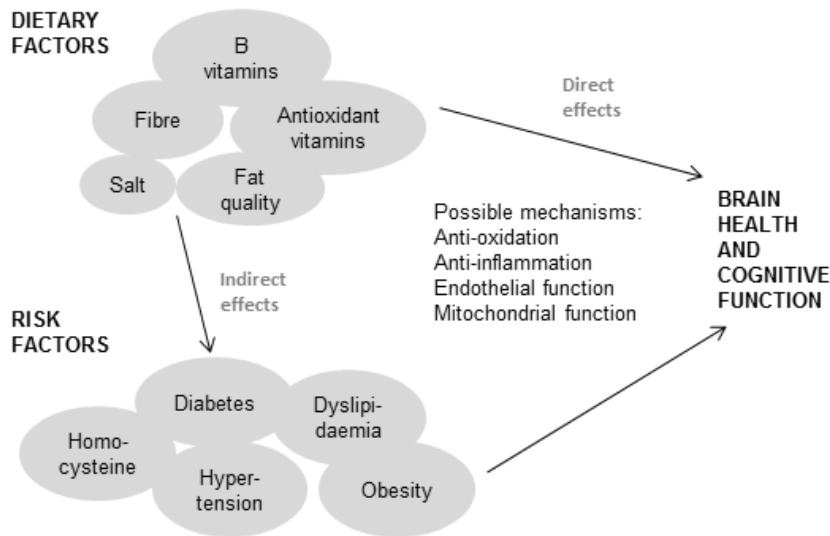 DIETARY
FACTORS
B
vitamins
Fibre
Antioxidant
vitamins
Salt
Fat
quality
Direct
effects
Indirect
effects
Possible mechanisms:
Anti-oxidation
Anti-inflammation
Endothelial function
Mitochondrial function
BRAIN
HEALTH
AND
COGNITIVE
FUNCTION
RISK
FACTORS
Diabetes
Dyslipi-
daemia
Homo-
cysteine
Hyper-
tension
Obesity